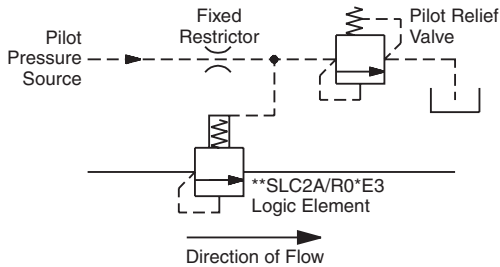 Pilot
Pressure
Source
Fixed
Restrictor
Pilot Relief
Valve
**SLC2A/R0*E3
Logic Element
Direction of Flow